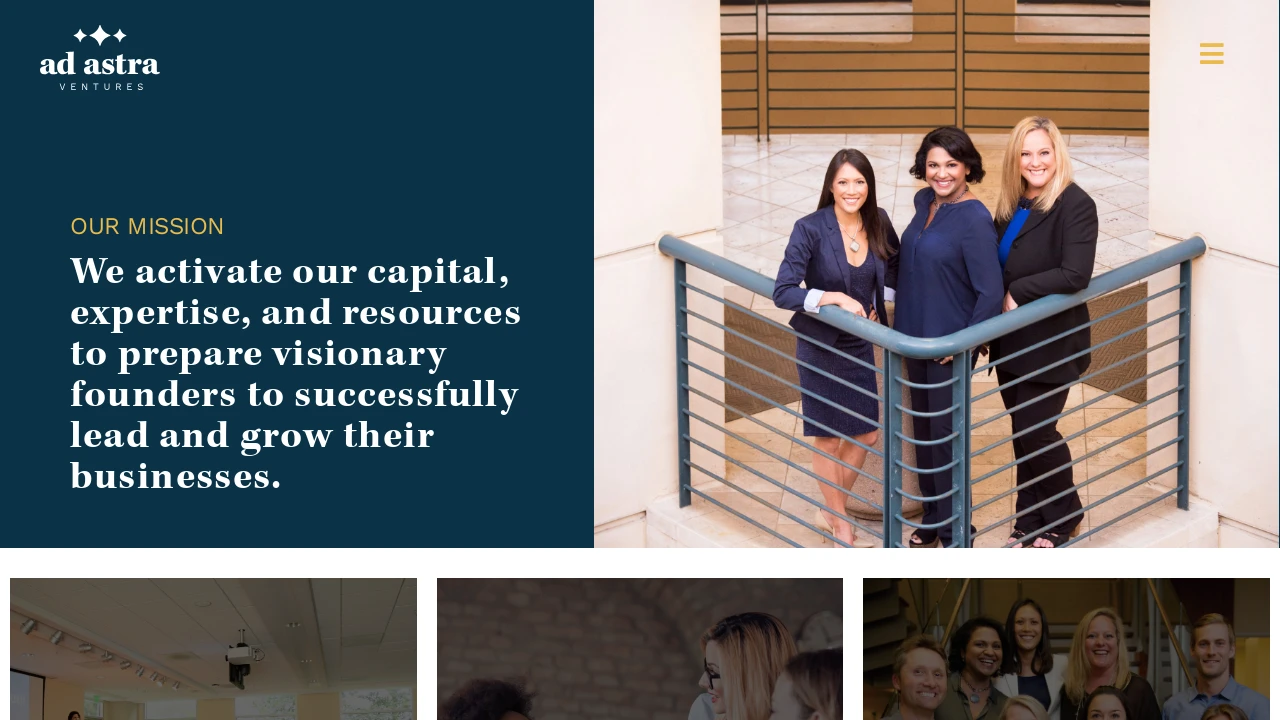 ad astra
VENTURES
OUR MISSION
We activate our capital,
expertise, and resources
to prepare visionary
founders to successfully
lead and grow their
businesses.